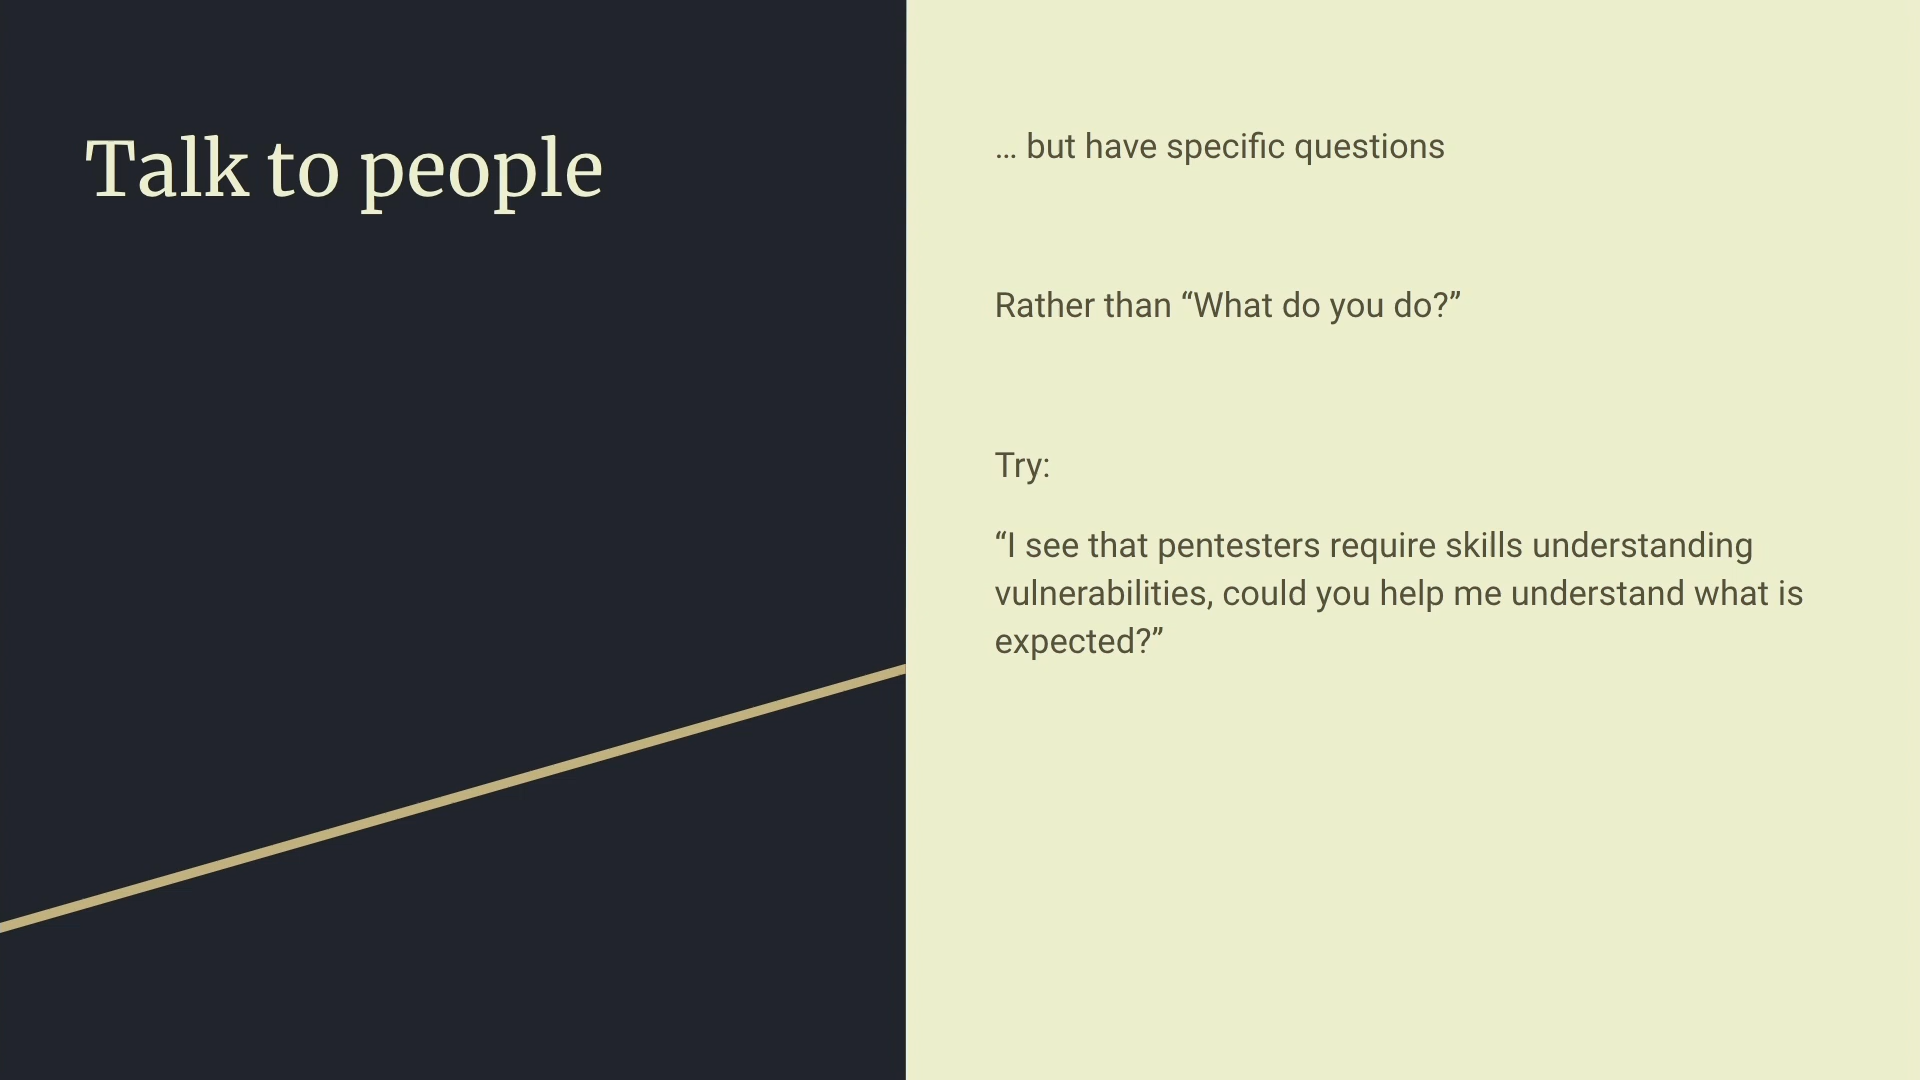 Talk to people
… but have specific questions
Rather than “What do you do?”
Try:
“I see that pentesters require skills understanding
vulnerabilities, could you help me understand what is
expected?”